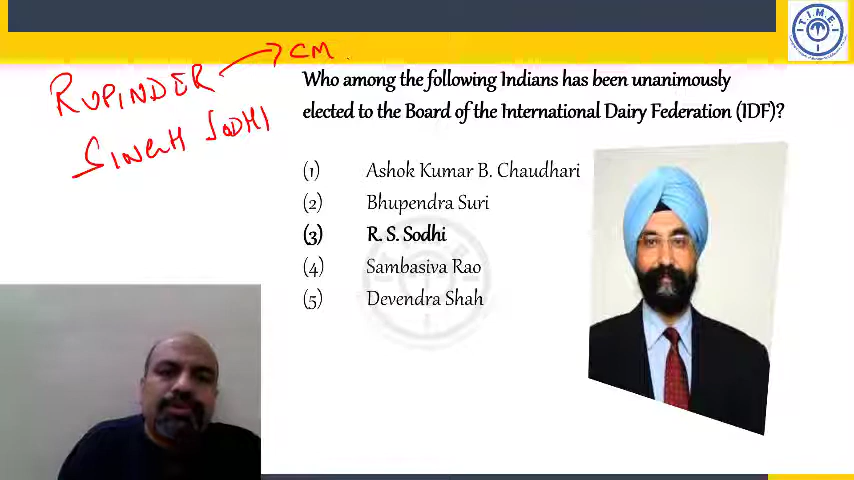 T.I.M.E.
RUPINDER → CM
SINGH SODHI
Who among the following Indians has been unanimously
elected to the Board of the International Dairy Federation (IDF)?
(1) Ashok Kumar B. Chaudhari
(2) Bhupendra Suri
(3) R. S. Sodhi
(4) Sambasiva Rao
(5) Devendra Shah